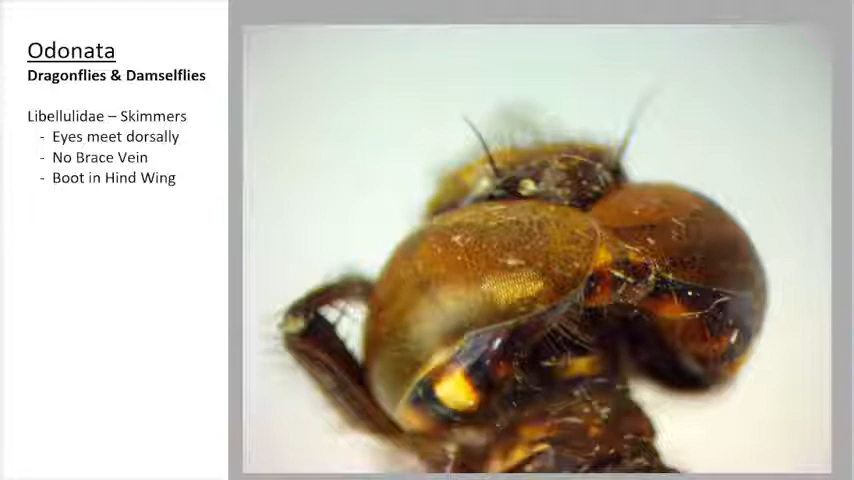 Odonata
Dragonflies & Damselflies
Libellulidae – Skimmers
- Eyes meet dorsally
- No Brace Vein
- Boot in Hind Wing